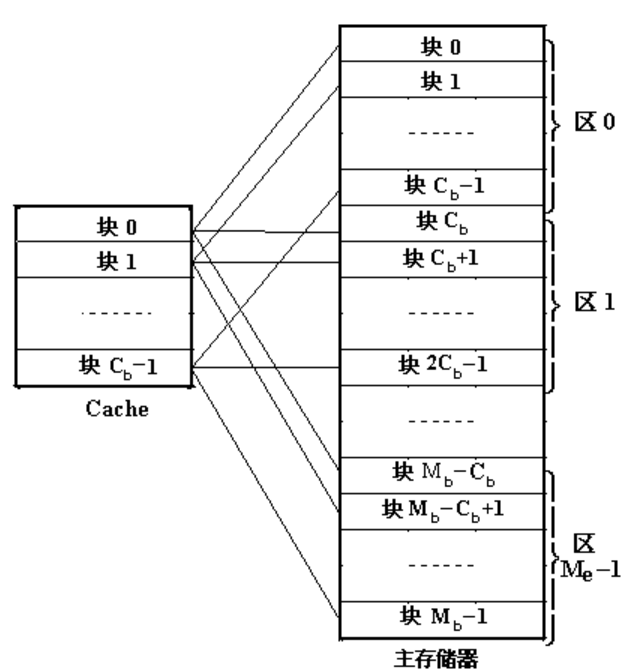 块 0
块 1
------
块 C_b-1
区 0
块 C_b
块 C_b+1
------
块 2C_b-1
区 1
------
块 M_b-C_b
块 M_b-C_b+1
------
块 M_b-1
区
M_e-1
主存储器
块 0
块 1
-------
块 C_b-1
Cache